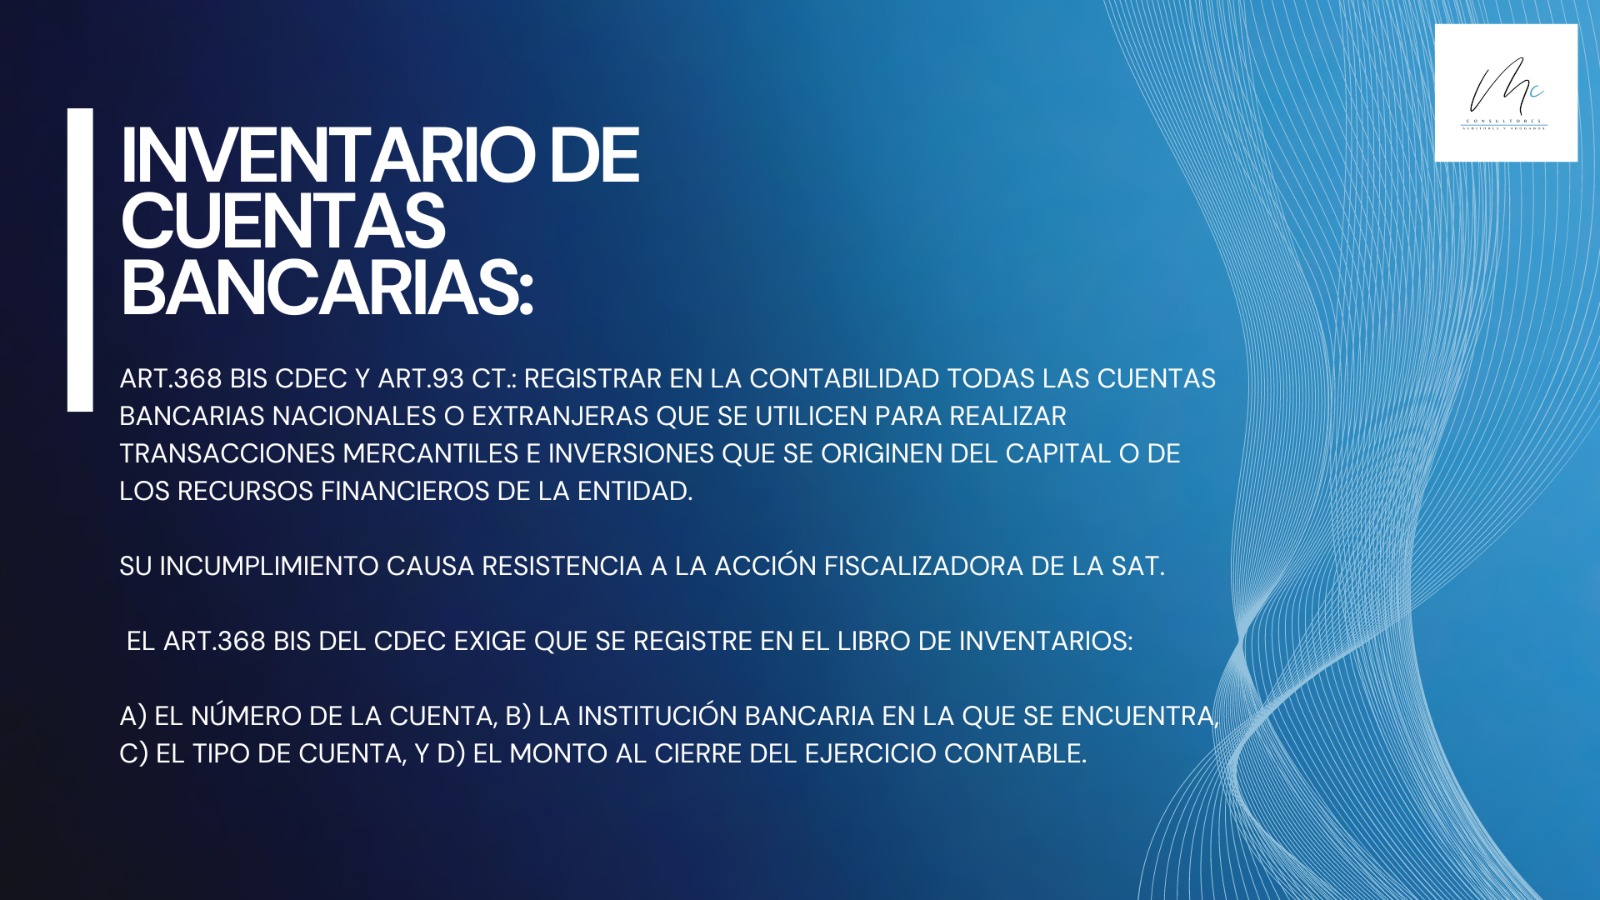 Mc
CONSULTORES
AUDITORES Y ABOGADOS
INVENTARIO DE
CUENTAS
BANCARIAS:
ART.368 BIS CDEC Y ART.93 CT.: REGISTRAR EN LA CONTABILIDAD TODAS LAS CUENTAS
BANCARIAS NACIONALES O EXTRANJERAS QUE SE UTILICEN PARA REALIZAR
TRANSACCIONES MERCANTILES E INVERSIONES QUE SE ORIGINEN DEL CAPITAL O DE
LOS RECURSOS FINANCIEROS DE LA ENTIDAD.
SU INCUMPLIMIENTO CAUSA RESISTENCIA A LA ACCIÓN FISCALIZADORA DE LA SAT.
EL ART.368 BIS DEL CDEC EXIGE QUE SE REGISTRE EN EL LIBRO DE INVENTARIOS:
A) EL NÚMERO DE LA CUENTA, B) LA INSTITUCIÓN BANCARIA EN LA QUE SE ENCUENTRA,
C) EL TIPO DE CUENTA, Y D) EL MONTO AL CIERRE DEL EJERCICIO CONTABLE.